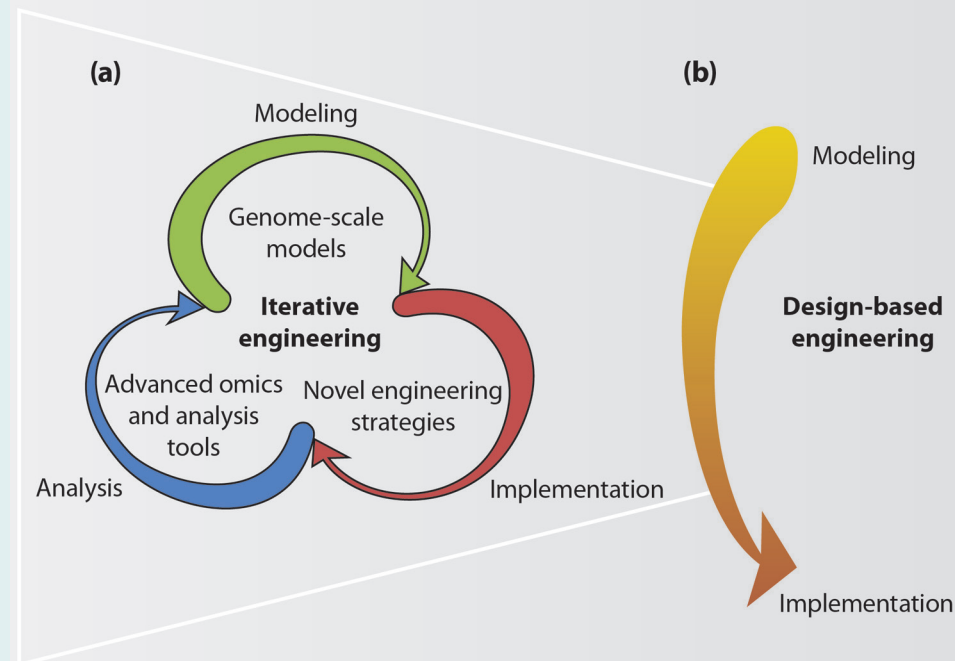 (a)
Modeling
Genome-scale
models
Iterative
engineering
Advanced omics
and analysis
tools
Novel engineering
strategies
Analysis
Implementation
(b)
Modeling
Design-based
engineering
Implementation